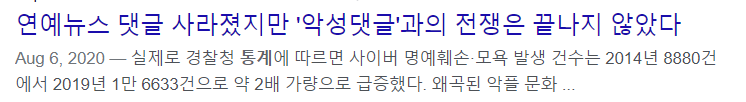 연예뉴스 댓글 사라졌지만 '악성댓글'과의 전쟁은 끝나지 않았다
Aug 6, 2020 — 실제로 경찰청 통계에 따르면 사이버 명예훼손·모욕 발생 건수는 2014년 8880건
에서 2019년 1만 6633건으로 약 2배 가량으로 급증했다. 왜곡된 악플 문화 ...